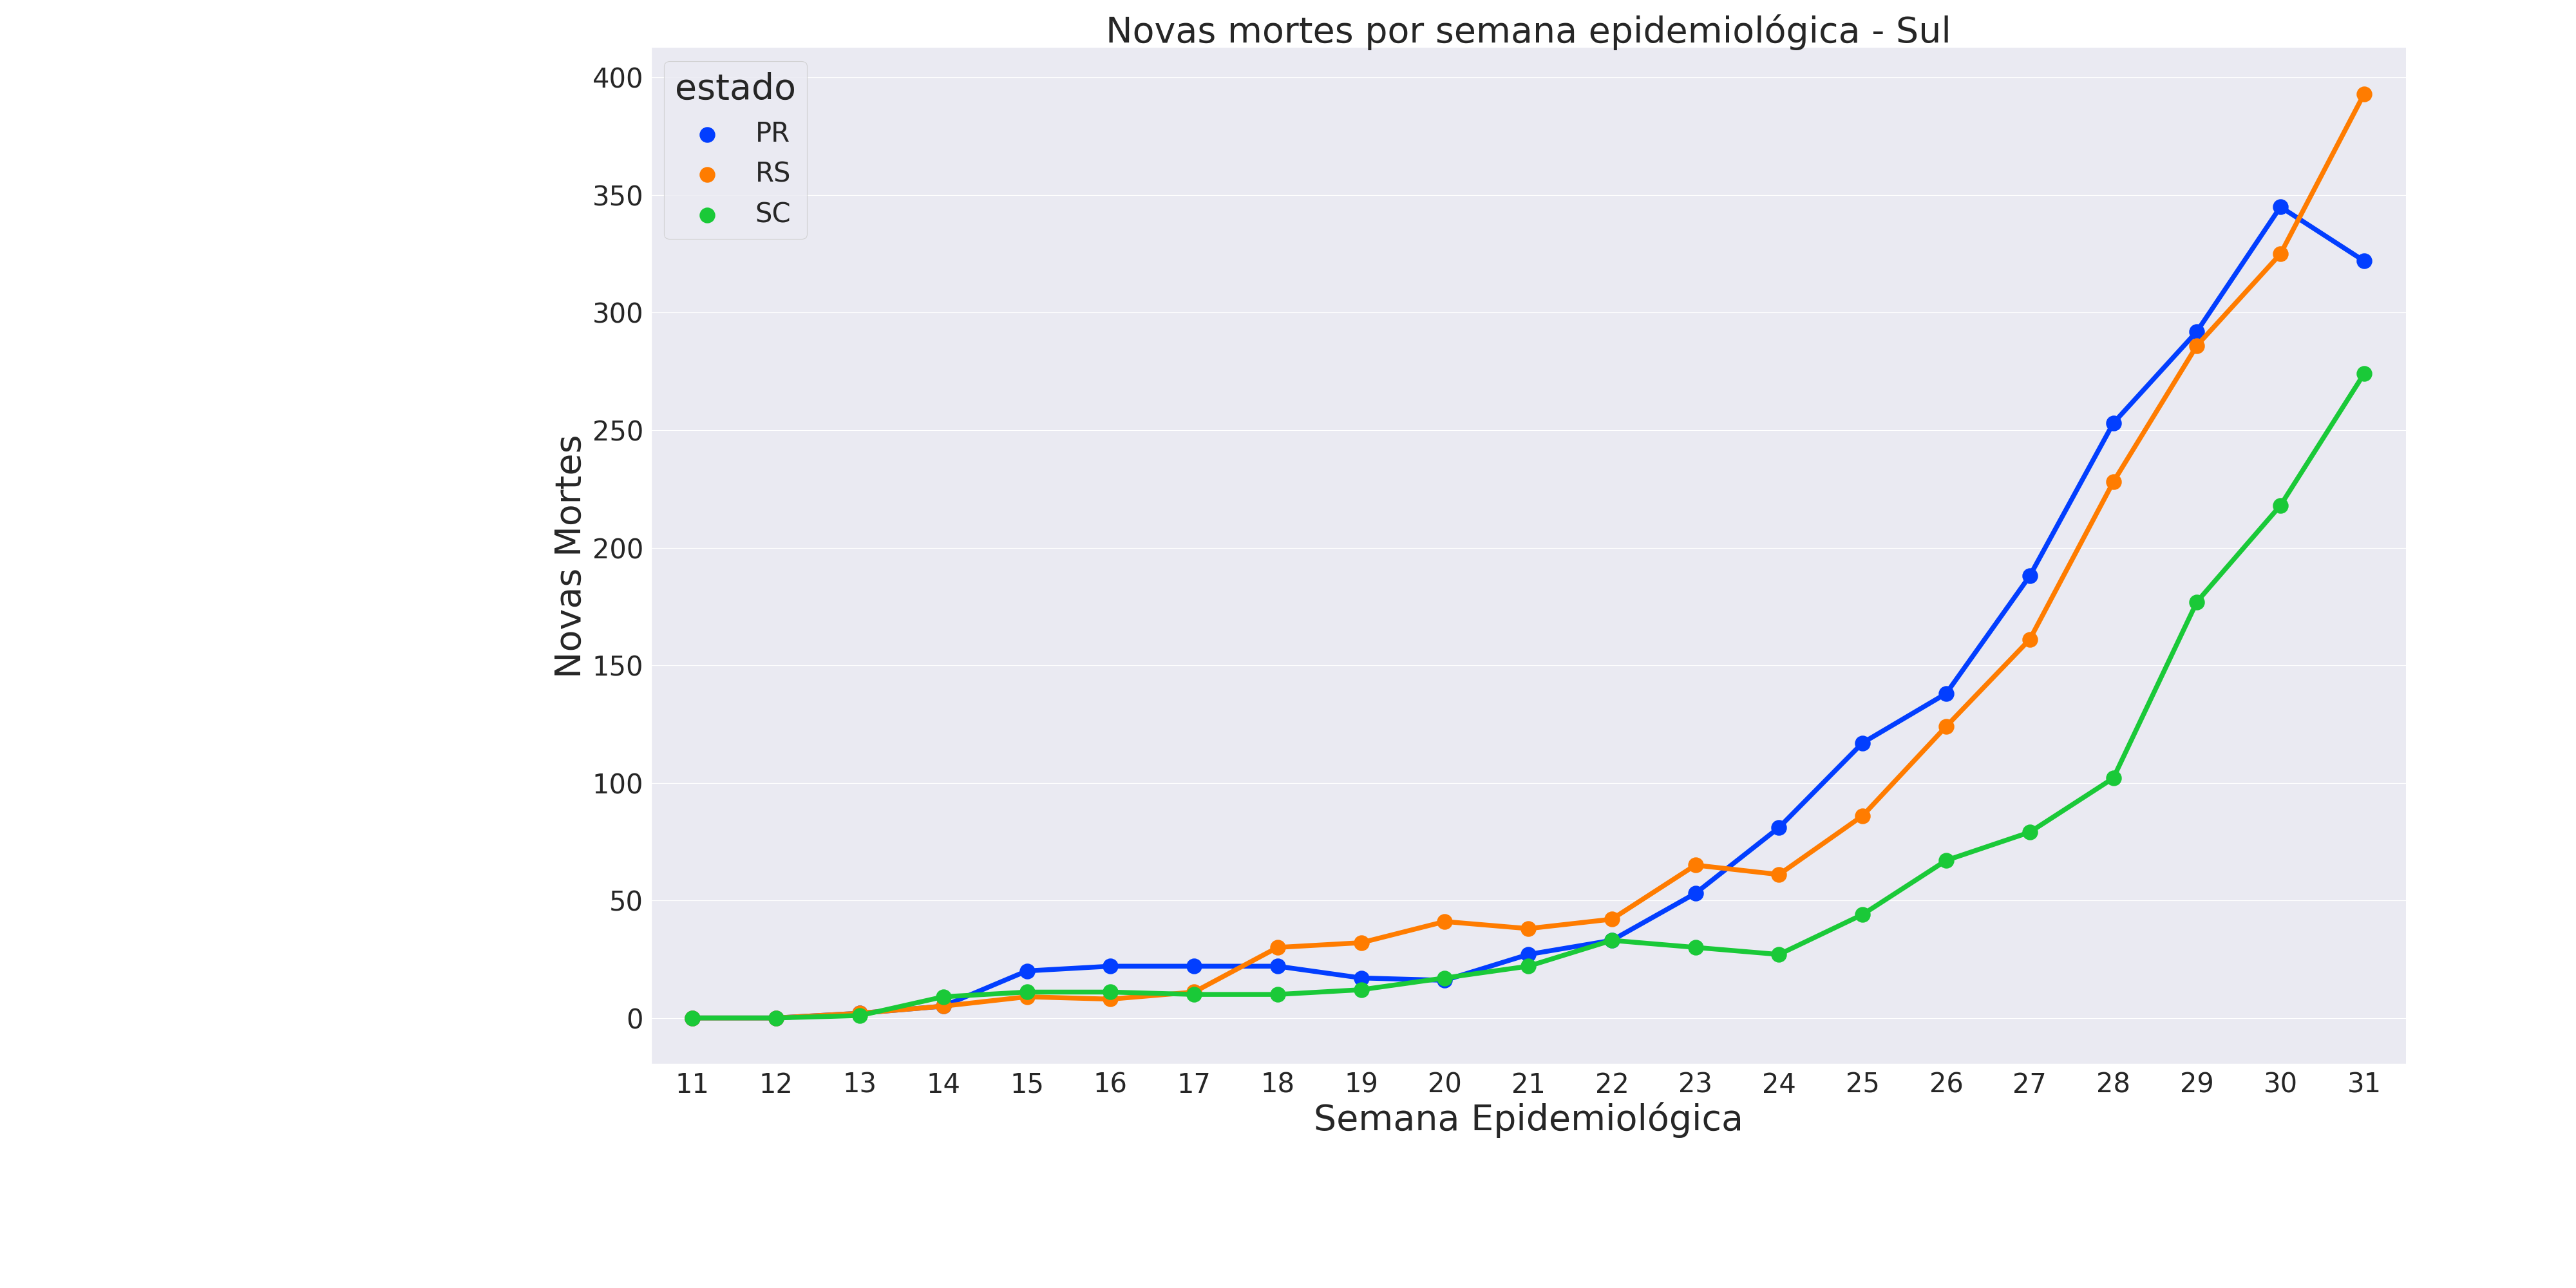 Novas mortes por semana epidemiológica - Sul
estado
PR
RS
SC
400
350
300
250
200
150
100
50
0
Novas Mortes
11 12 13 14 15 16 17 18 19 20 21 22 23 24 25 26 27 28 29 30 31
Semana Epidemiológica